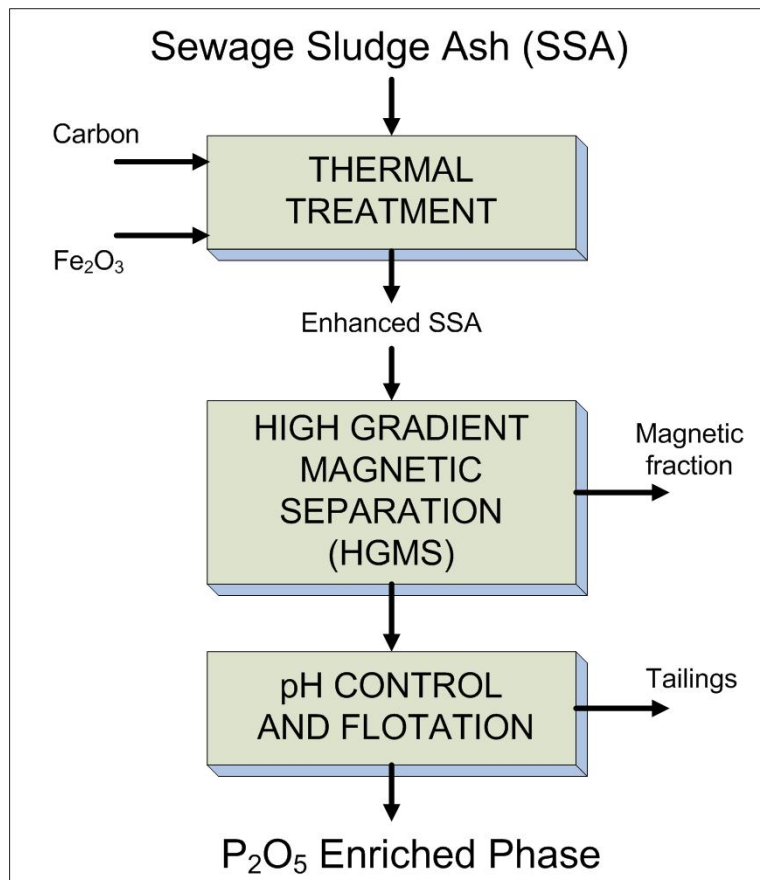 Sewage Sludge Ash (SSA)
Carbon
THERMAL
TREATMENT
Fe₂O₃
Enhanced SSA
HIGH GRADIENT
MAGNETIC
SEPARATION
(HGMS)
Magnetic
fraction
pH CONTROL
AND FLOTATION
Tailings
P₂O₅ Enriched Phase